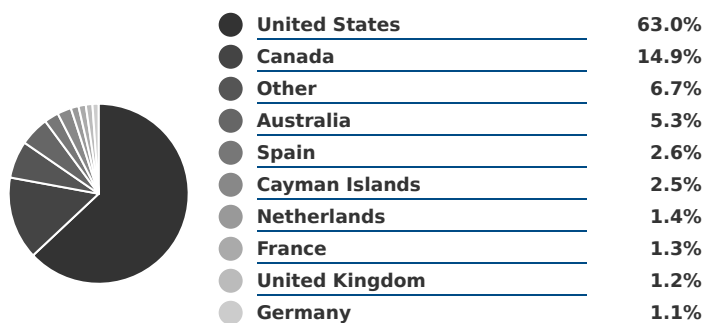 United States 63.0%
Canada 14.9%
Other 6.7%
Australia 5.3%
Spain 2.6%
Cayman Islands 2.5%
Netherlands 1.4%
France 1.3%
United Kingdom 1.2%
Germany 1.1%